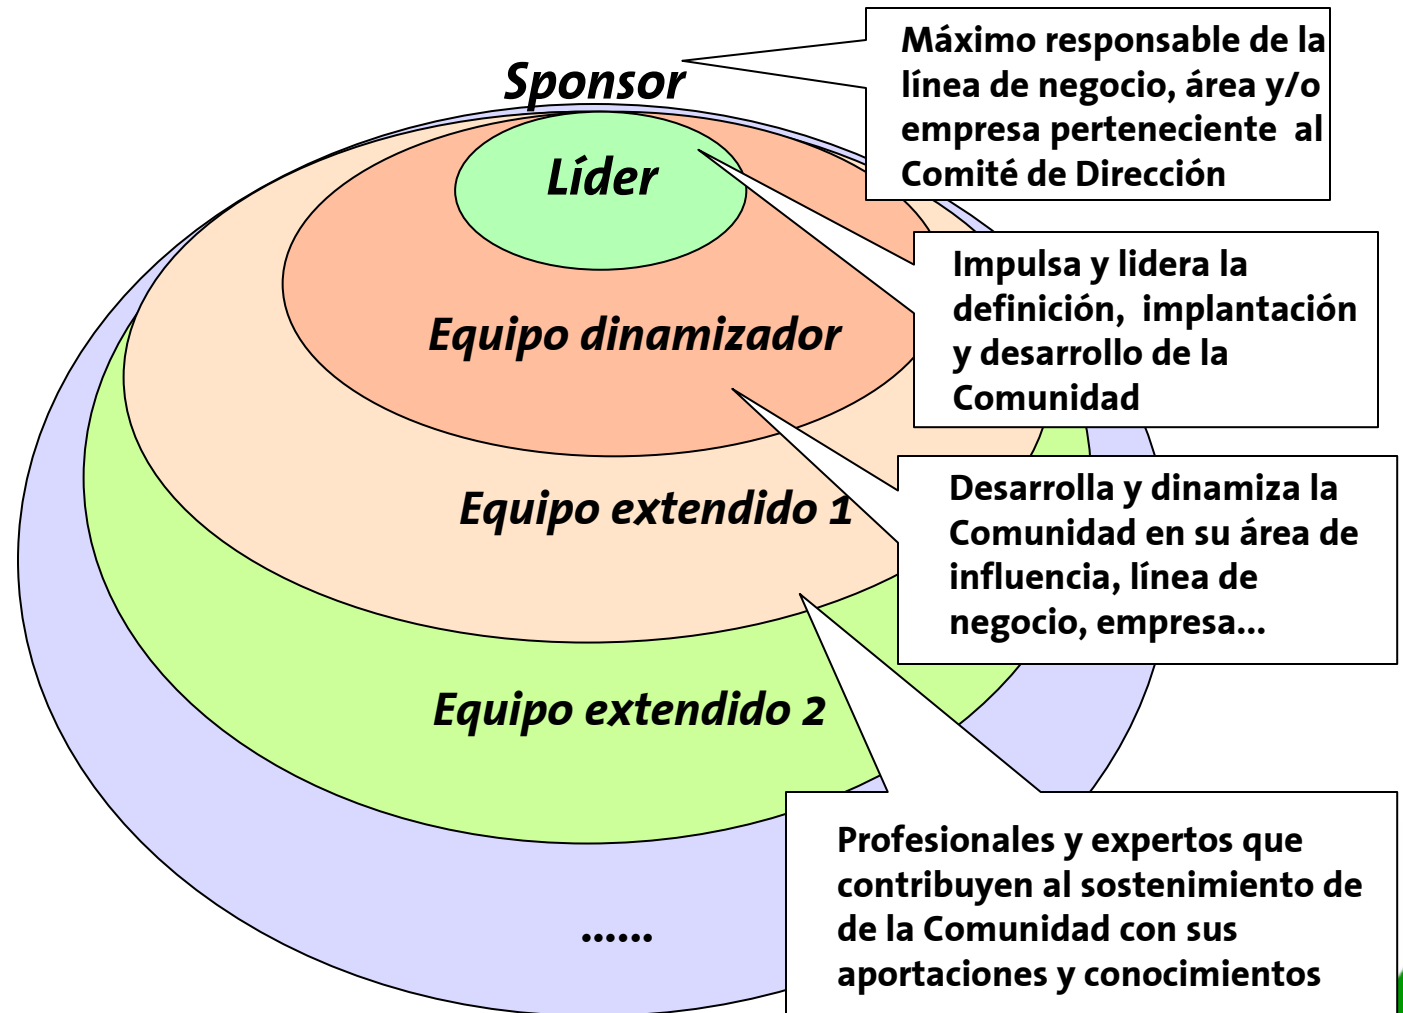 Sponsor
Máximo responsable de la
línea de negocio, área y/o
empresa perteneciente al
Comité de Dirección
Líder
Impulsa y lidera la
definición, implantación
y desarrollo de la
Comunidad
Equipo dinamizador
Desarrolla y dinamiza la
Comunidad en su área de
influencia, línea de
negocio, empresa...
Equipo extendido 1
Equipo extendido 2
Profesionales y expertos que
contribuyen al sostenimiento de
de la Comunidad con sus
aportaciones y conocimientos
......